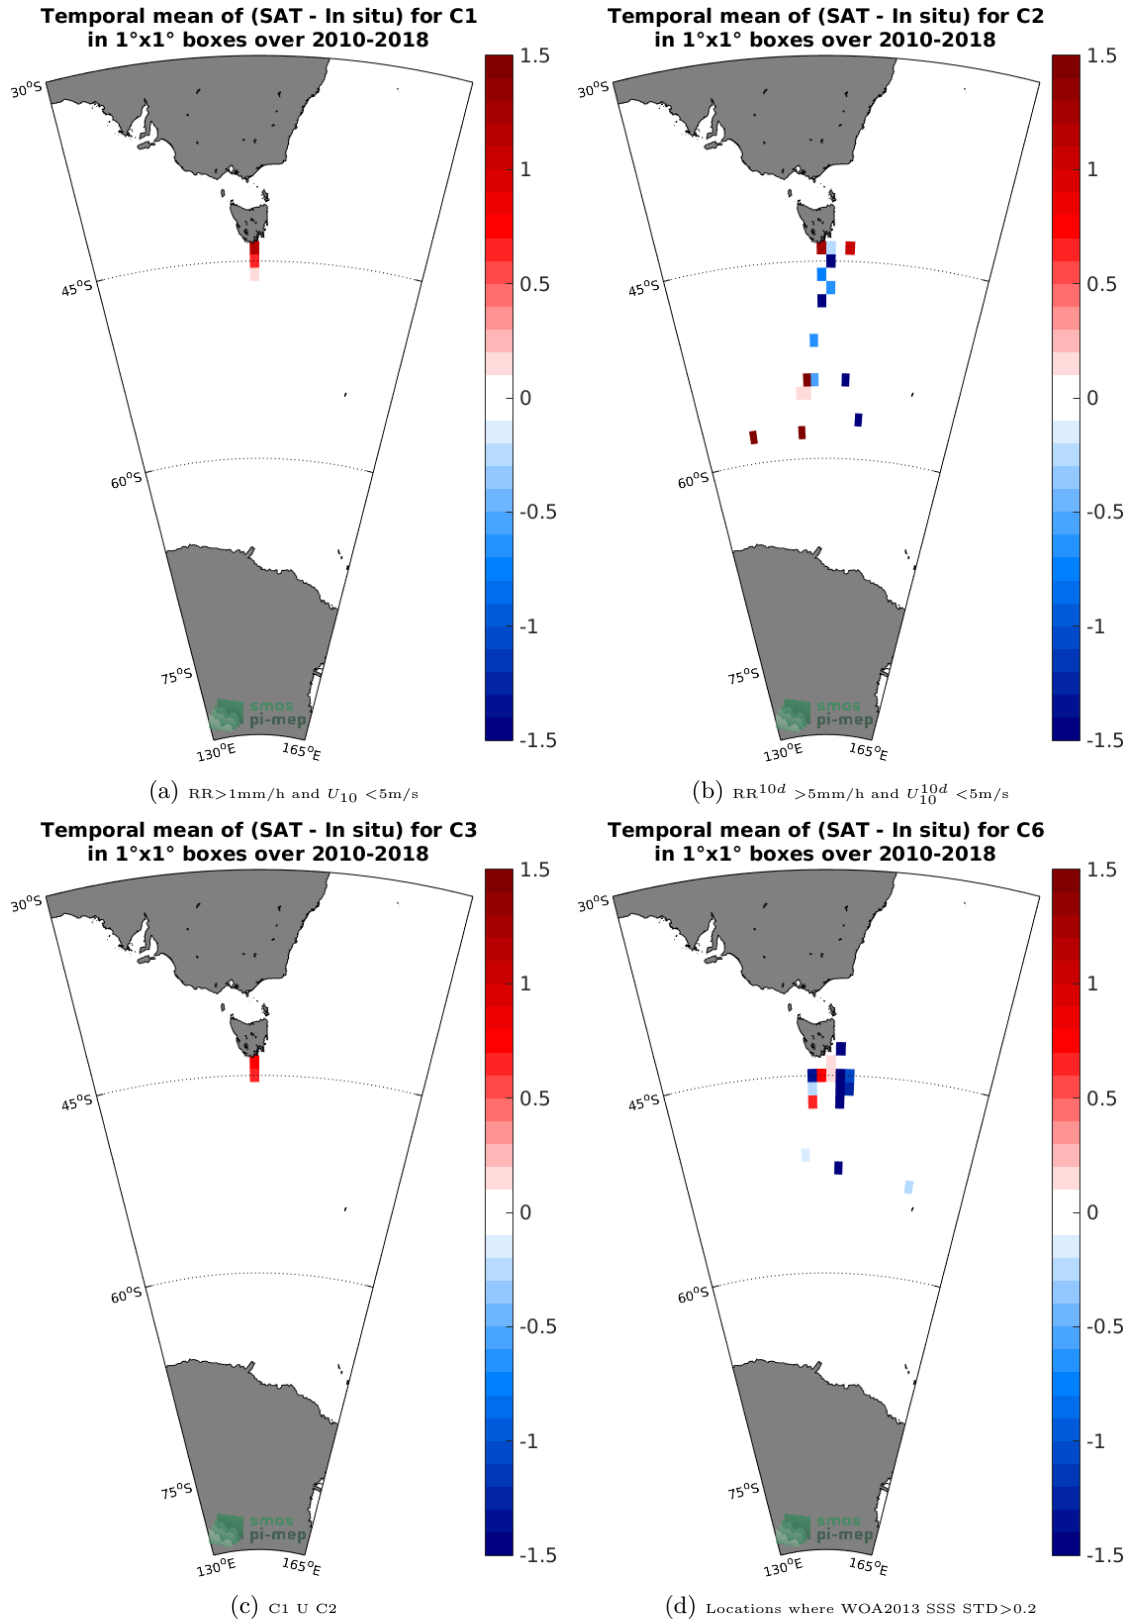 Temporal mean of (SAT - In situ) for C1
in 1°x1° boxes over 2010-2018
30°S
45°S
60°S
75°S
130°E
165°E
1.5
1
0.5
0
-0.5
-1
-1.5
smos
pi-mep
(a) RR>1mm/h and U10 <5m/s
Temporal mean of (SAT - In situ) for C2
in 1°x1° boxes over 2010-2018
30°S
45°S
60°S
75°S
130°E
165°E
1.5
1
0.5
0
-0.5
-1
-1.5
smos
pi-mep
(b) RR10d >5mm/h and U10d10 <5m/s
Temporal mean of (SAT - In situ) for C3
in 1°x1° boxes over 2010-2018
30°S
45°S
60°S
75°S
130°E
165°E
1.5
1
0.5
0
-0.5
-1
-1.5
smos
pi-mep
(c) C1 U C2
Temporal mean of (SAT - In situ) for C6
in 1°x1° boxes over 2010-2018
30°S
45°S
60°S
75°S
130°E
165°E
1.5
1
0.5
0
-0.5
-1
-1.5
smos
pi-mep
(d) Locations where WOA2013 SSS STD>0.2